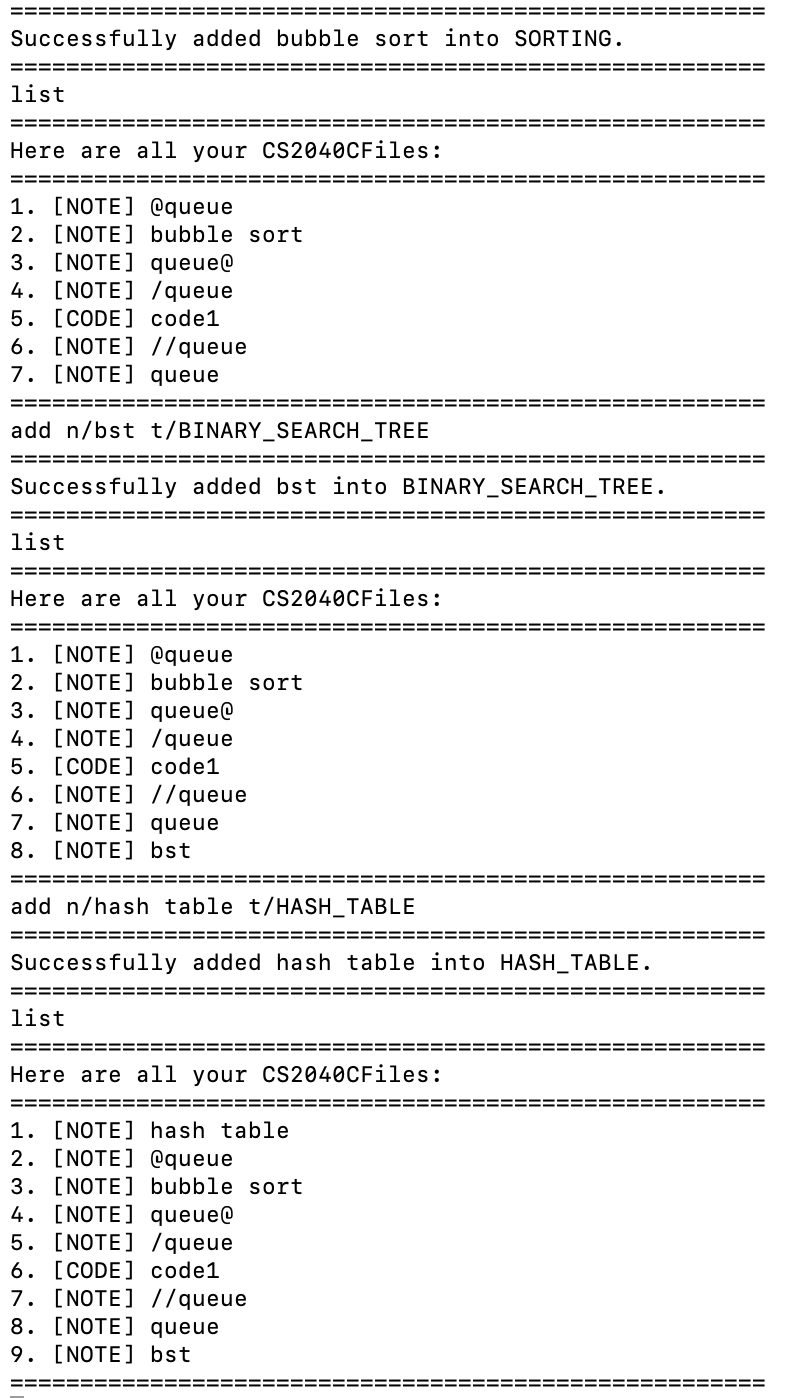 ======================================================
Successfully added bubble sort into SORTING.
======================================================
list
======================================================
Here are all your CS2040CFiles:
======================================================
1. [NOTE] @queue
2. [NOTE] bubble sort
3. [NOTE] queue@
4. [NOTE] /queue
5. [CODE] code1
6. [NOTE] //queue
7. [NOTE] queue
======================================================
add n/bst t/BINARY_SEARCH_TREE
======================================================
Successfully added bst into BINARY_SEARCH_TREE.
======================================================
list
======================================================
Here are all your CS2040CFiles:
======================================================
1. [NOTE] @queue
2. [NOTE] bubble sort
3. [NOTE] queue@
4. [NOTE] /queue
5. [CODE] code1
6. [NOTE] //queue
7. [NOTE] queue
8. [NOTE] bst
======================================================
add n/hash table t/HASH_TABLE
======================================================
Successfully added hash table into HASH_TABLE.
======================================================
list
======================================================
Here are all your CS2040CFiles:
======================================================
1. [NOTE] hash table
2. [NOTE] @queue
3. [NOTE] bubble sort
4. [NOTE] queue@
5. [NOTE] /queue
6. [CODE] code1
7. [NOTE] //queue
8. [NOTE] queue
9. [NOTE] bst
======================================================